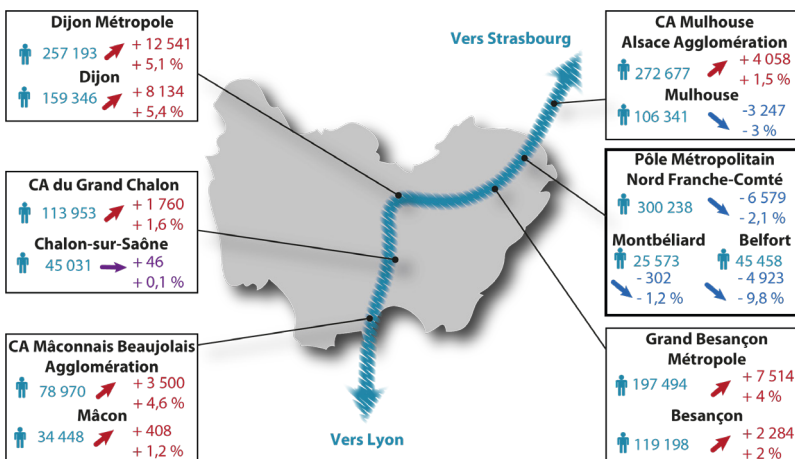 Dijon Métropole
257 193
+ 12 541
+ 5,1 %
Dijon
159 346
+ 8 134
+ 5,4 %
CA du Grand Chalon
113 953
+ 1 760
+ 1,6 %
Chalon-sur-Saône
45 031
+ 46
+ 0,1 %
CA Mâconnais Beaujolais
Agglomération
78 970
+ 3 500
+ 4,6 %
Mâcon
34 448
+ 408
+ 1,2 %
Vers Strasbourg
Vers Lyon
CA Mulhouse
Alsace Agglomération
272 677
+ 4 058
+ 1,5 %
Mulhouse
106 341
-3 247
- 3 %
Pôle Métropolitain
Nord Franche-Comté
300 238
- 6 579
- 2,1 %
Montbéliard
25 573
- 302
- 1,2 %
Belfort
45 458
- 4 923
- 9,8 %
Grand Besançon
Métropole
197 494
+ 7 514
+ 4 %
Besançon
119 198
+ 2 284
+ 2 %